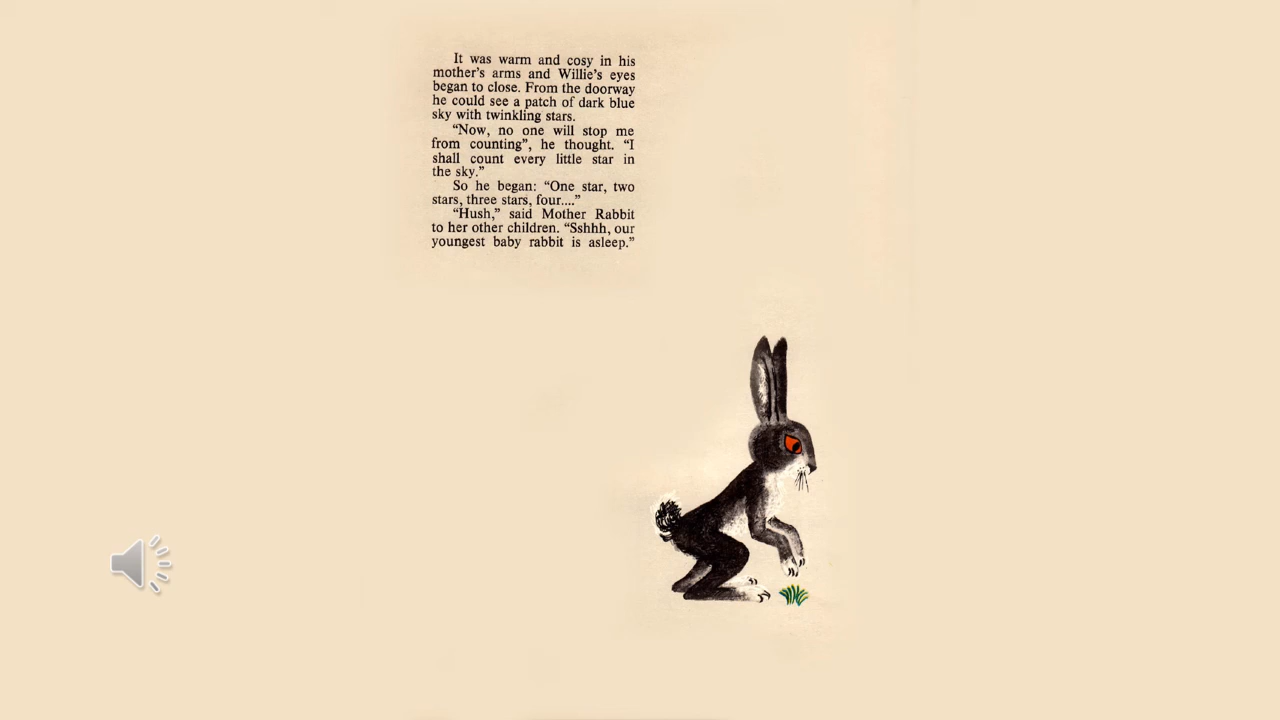 It was warm and cosy in his
mother's arms and Willie's eyes
began to close. From the doorway
he could see a patch of dark blue
sky with twinkling stars.
“Now, no one will stop me
from counting”, he thought. “I
shall count every little star in
the sky.”
So he began: “One star, two
stars, three stars, four....”
“Hush,” said Mother Rabbit
to her other children. “Sshhh, our
youngest baby rabbit is asleep.”